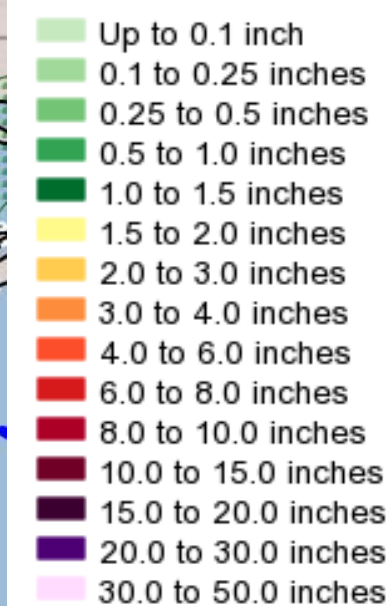 Up to 0.1 inch
0.1 to 0.25 inches
0.25 to 0.5 inches
0.5 to 1.0 inches
1.0 to 1.5 inches
1.5 to 2.0 inches
2.0 to 3.0 inches
3.0 to 4.0 inches
4.0 to 6.0 inches
6.0 to 8.0 inches
8.0 to 10.0 inches
10.0 to 15.0 inches
15.0 to 20.0 inches
20.0 to 30.0 inches
30.0 to 50.0 inches